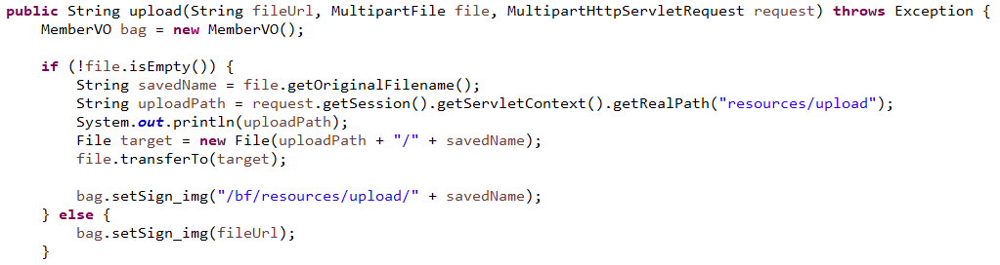 public String upload(String fileUrl, MultipartFile file, MultipartHttpServletRequest request) throws Exception {
    MemberVO bag = new MemberVO();

    if (!file.isEmpty()) {
        String savedName = file.getOriginalFilename();
        String uploadPath = request.getSession().getServletContext().getRealPath("resources/upload");
        System.out.println(uploadPath);
        File target = new File(uploadPath + "/" + savedName);
        file.transferTo(target);

        bag.setSign_img("/bf/resources/upload/" + savedName);
    } else {
        bag.setSign_img(fileUrl);
    }